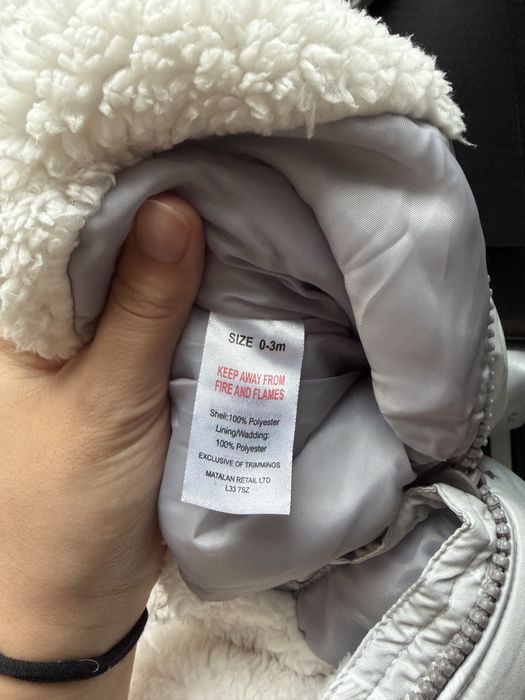 SIZE 0-3m
KEEP AWAY FROM
FIRE AND FLAMES
Shell:100% Polyester
Lining/Wadding:
100% Polyester
EXCLUSIVE OF TRIMMINGS
MATALAN RETAIL LTD
L33 7SZ